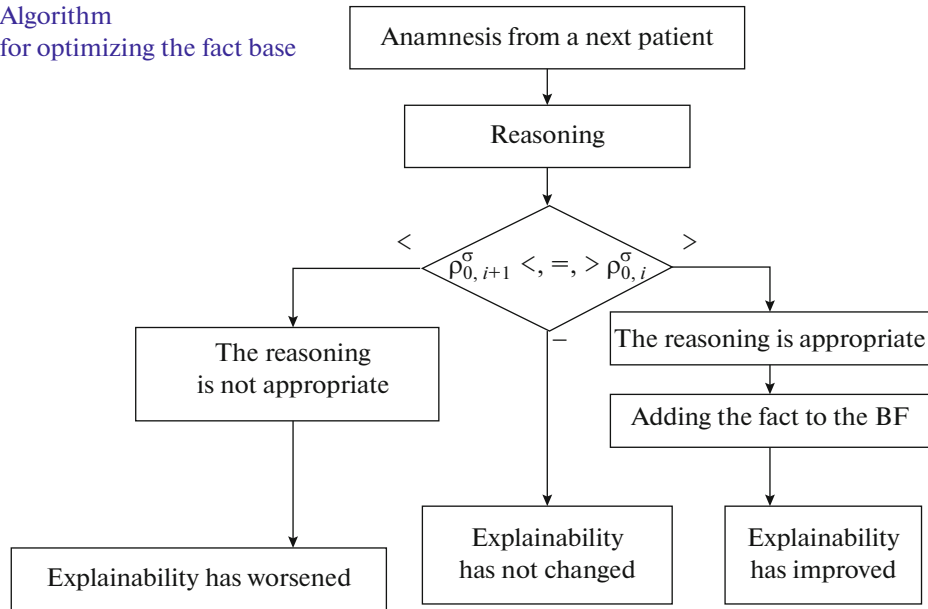 Algorithm
for optimizing the fact base
Anamnesis from a next patient
Reasoning
<
>
ρ^σ_{0, i+1} <, =, > ρ^σ_{0, i}
–
The reasoning
is not appropriate
The reasoning is appropriate
Adding the fact to the BF
Explainability has worsened
Explainability
has not changed
Explainability
has improved